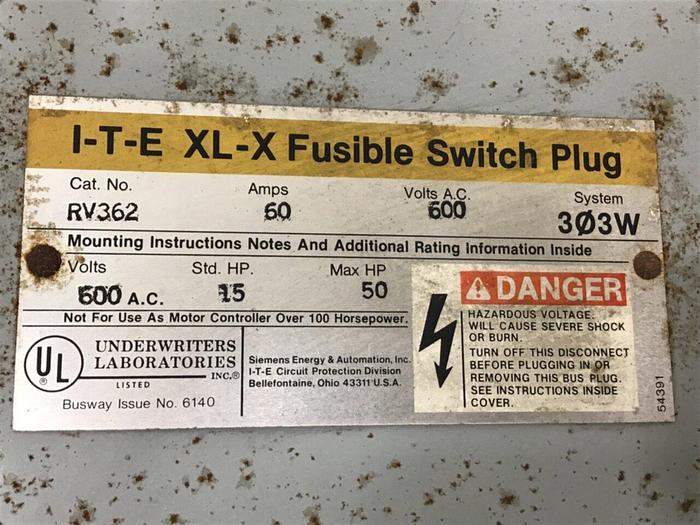 I-T-E XL-X Fusible Switch Plug
Cat. No. Amps Volts A.C. System
RV362 60 600 3Ø3W
Mounting Instructions Notes And Additional Rating Information Inside
Volts Std. HP. Max HP
600 A.C. 15 50
Not For Use As Motor Controller Over 100 Horsepower.
UL ®
UNDERWRITERS
LABORATORIES
INC.®
LISTED
Busway Issue No. 6140
Siemens Energy & Automation, Inc.
I-T-E Circuit Protection Division
Bellefontaine, Ohio 43311 U.S.A.
DANGER
HAZARDOUS VOLTAGE.
WILL CAUSE SEVERE SHOCK
OR BURN.
TURN OFF THIS DISCONNECT
BEFORE PLUGGING IN OR
REMOVING THIS BUS PLUG.
SEE INSTRUCTIONS INSIDE
COVER.
54391